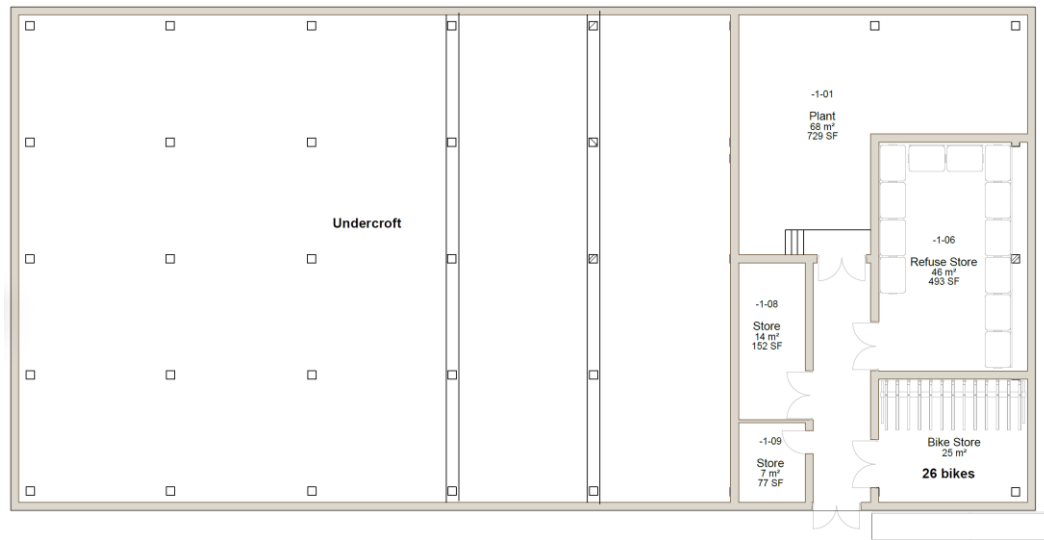 -1-01
Plant
68 m²
729 SF
Undercroft
-1-06
Refuse Store
46 m²
493 SF
-1-08
Store
14 m²
152 SF
-1-09
Store
7 m²
77 SF
Bike Store
25 m²
26 bikes